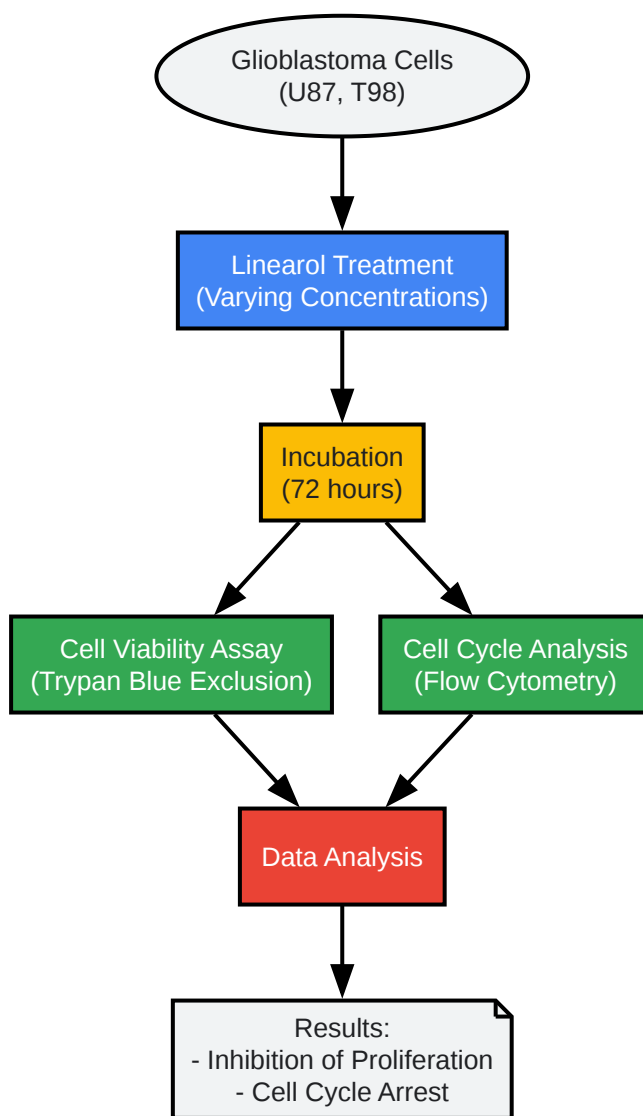 Glioblastoma Cells
(U87, T98)
Linearol Treatment
(Varying Concentrations)
Incubation
(72 hours)
Cell Viability Assay
(Trypan Blue Exclusion)
Cell Cycle Analysis
(Flow Cytometry)
Data Analysis
Results:
- Inhibition of Proliferation
- Cell Cycle Arrest